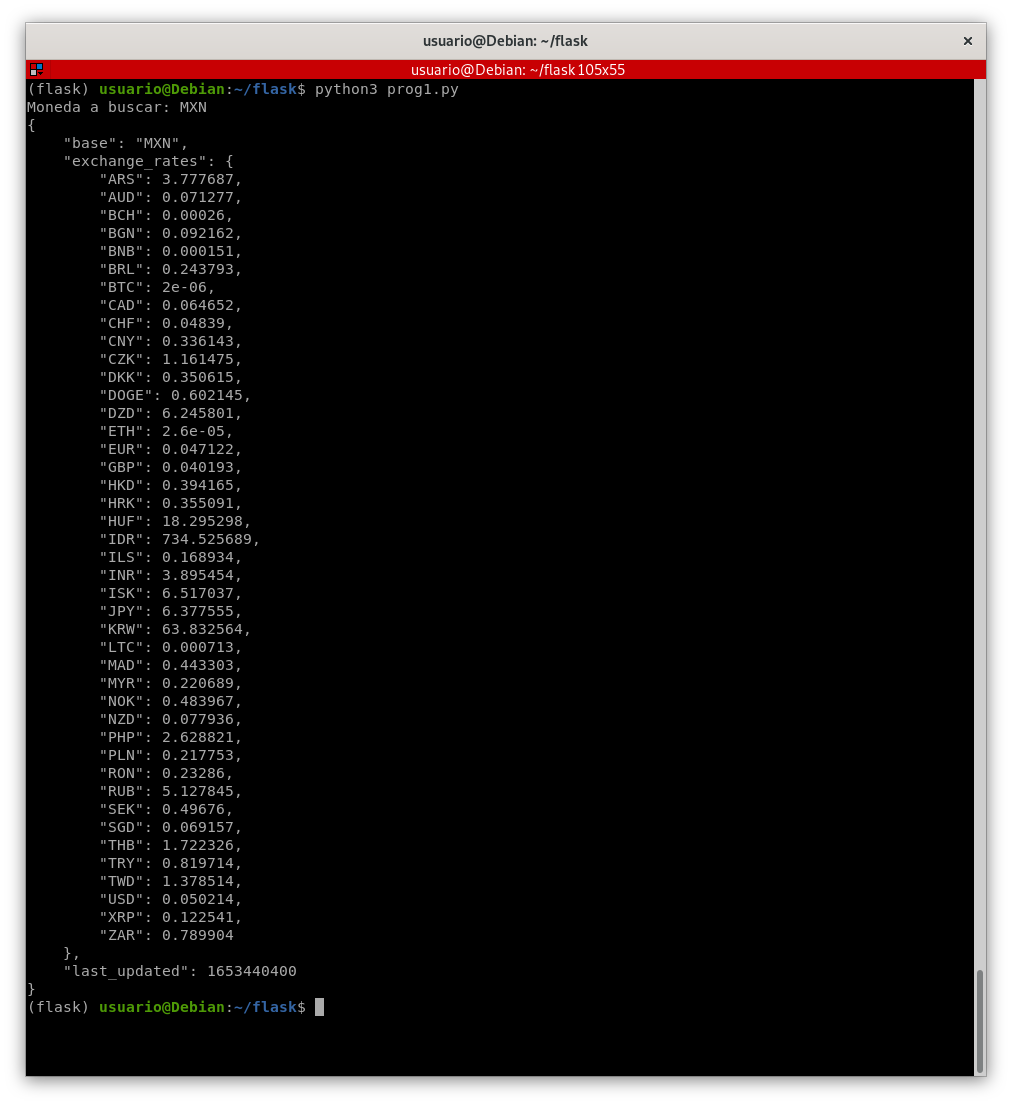 usuario@Debian: ~/flask
usuario@Debian: ~/flask 105x55
(flask) usuario@Debian:~/flask$ python3 prog1.py
Moneda a buscar: MXN
{
    "base": "MXN",
    "exchange_rates": {
        "ARS": 3.777687,
        "AUD": 0.071277,
        "BCH": 0.00026,
        "BGN": 0.092162,
        "BNB": 0.000151,
        "BRL": 0.243793,
        "BTC": 2e-06,
        "CAD": 0.064652,
        "CHF": 0.04839,
        "CNY": 0.336143,
        "CZK": 1.161475,
        "DKK": 0.350615,
        "DOGE": 0.602145,
        "DZD": 6.245801,
        "ETH": 2.6e-05,
        "EUR": 0.047122,
        "GBP": 0.040193,
        "HKD": 0.394165,
        "HRK": 0.355091,
        "HUF": 18.295298,
        "IDR": 734.525689,
        "ILS": 0.168934,
        "INR": 3.895454,
        "ISK": 6.517037,
        "JPY": 6.377555,
        "KRW": 63.832564,
        "LTC": 0.000713,
        "MAD": 0.443303,
        "MYR": 0.220689,
        "NOK": 0.483967,
        "NZD": 0.077936,
        "PHP": 2.628821,
        "PLN": 0.217753,
        "RON": 0.23286,
        "RUB": 5.127845,
        "SEK": 0.49676,
        "SGD": 0.069157,
        "THB": 1.722326,
        "TRY": 0.819714,
        "TWD": 1.378514,
        "USD": 0.050214,
        "XRP": 0.122541,
        "ZAR": 0.789904
    },
    "last_updated": 1653440400
}
(flask) usuario@Debian:~/flask$